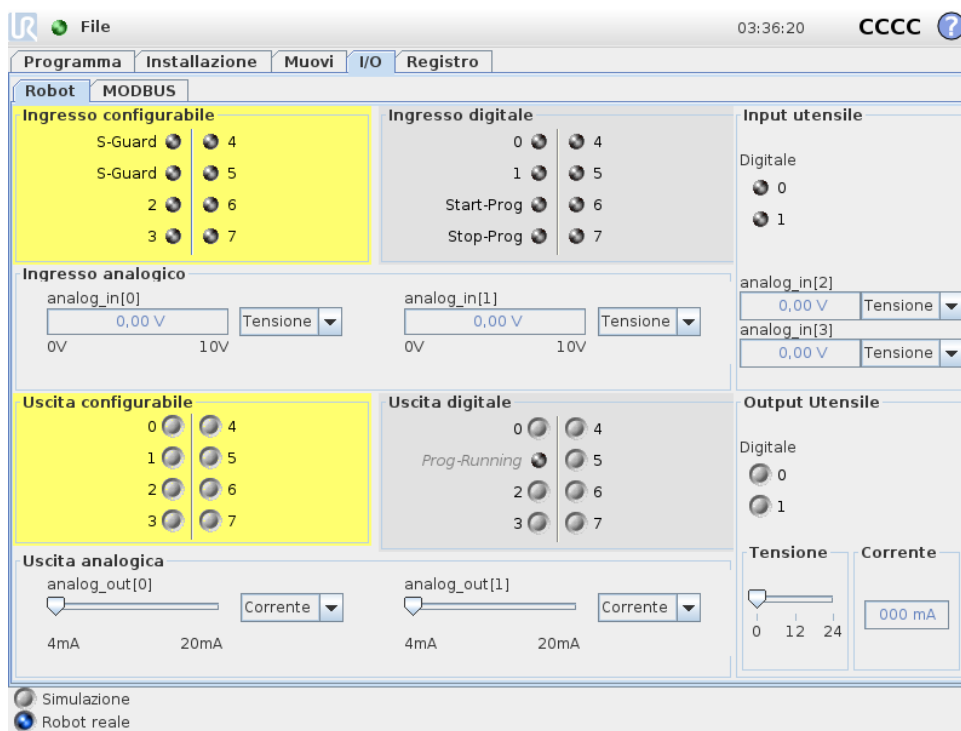 UR File 03:36:20 CCCC ?
Programma Installazione Muovi I/O Registro
Robot MODBUS
Ingresso configurabile
S-Guard 4
S-Guard 5
2 6
3 7
Ingresso digitale
0 4
1 5
Start-Prog 6
Stop-Prog 7
Input utensile
Digitale
0
1
Ingresso analogico
analog_in[0]
0,00 V Tensione
0V 10V
analog_in[1]
0,00 V Tensione
0V 10V
analog_in[2]
0,00 V Tensione
analog_in[3]
0,00 V Tensione
Uscita configurabile
0 4
1 5
2 6
3 7
Uscita digitale
0 4
Prog-Running 5
2 6
3 7
Output Utensile
Digitale
0
1
Uscita analogica
analog_out[0]
Corrente
4mA 20mA
analog_out[1]
Corrente
4mA 20mA
Tensione
0 12 24
Corrente
000 mA
Simulazione
Robot reale